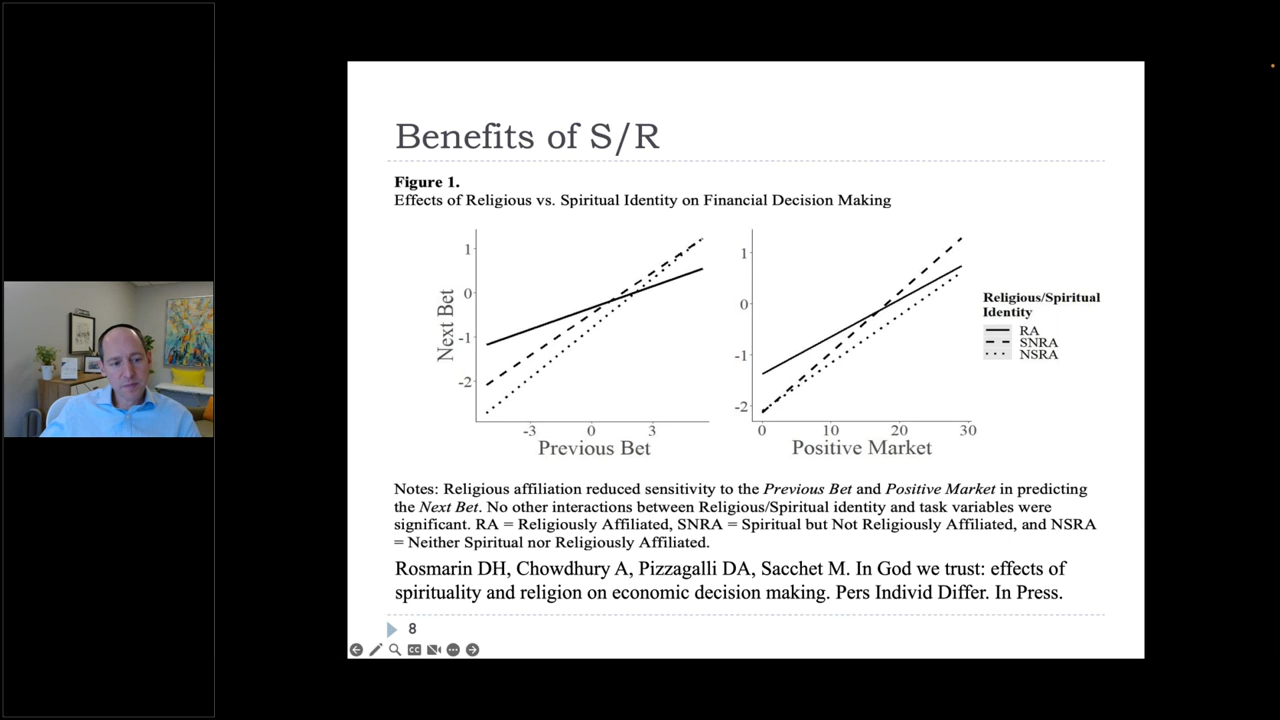 Benefits of S/R
Figure 1.
Effects of Religious vs. Spiritual Identity on Financial Decision Making
1
0
-1
-2
Next Bet
-3
0
3
Previous Bet
1
0
-1
-2
0
10
20
30
Positive Market
Religious/Spiritual
Identity
RA
SNRA
NSRA
Notes: Religious affiliation reduced sensitivity to the Previous Bet and Positive Market in predicting
the Next Bet. No other interactions between Religious/Spiritual identity and task variables were
significant. RA = Religiously Affiliated, SNRA = Spiritual but Not Religiously Affiliated, and NSRA
= Neither Spiritual nor Religiously Affiliated.
Rosmarin DH, Chowdhury A, Pizzagalli DA, Sacchet M. In God we trust: effects of
spirituality and religion on economic decision making. Pers Individ Differ. In Press.
8
CC